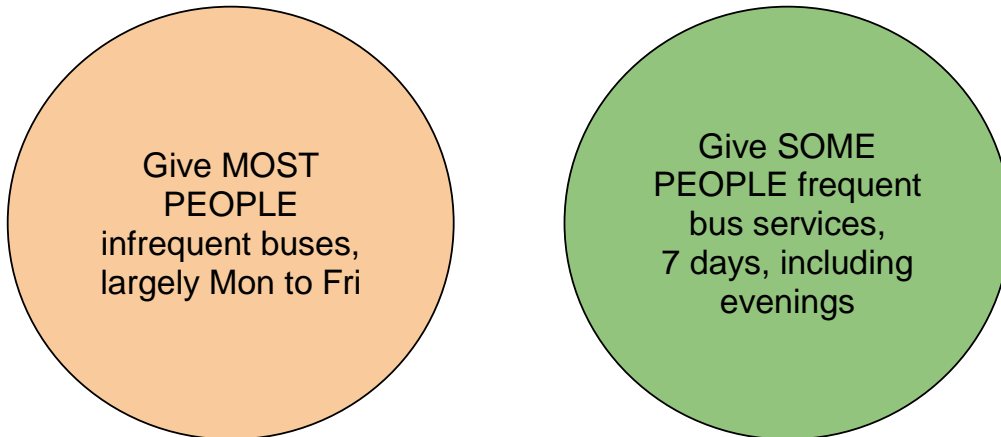 Give MOST
PEOPLE
infrequent buses,
largely Mon to Fri
Give SOME
PEOPLE frequent
bus services,
7 days, including
evenings